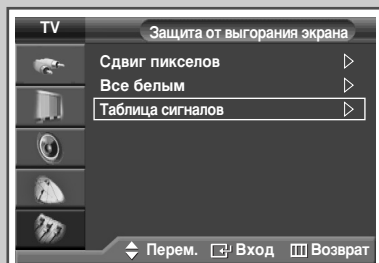 TV
Защита от выгорания экрана
Сдвиг пикселов
Все белым
Таблица сигналов
Перем. Вход Возврат